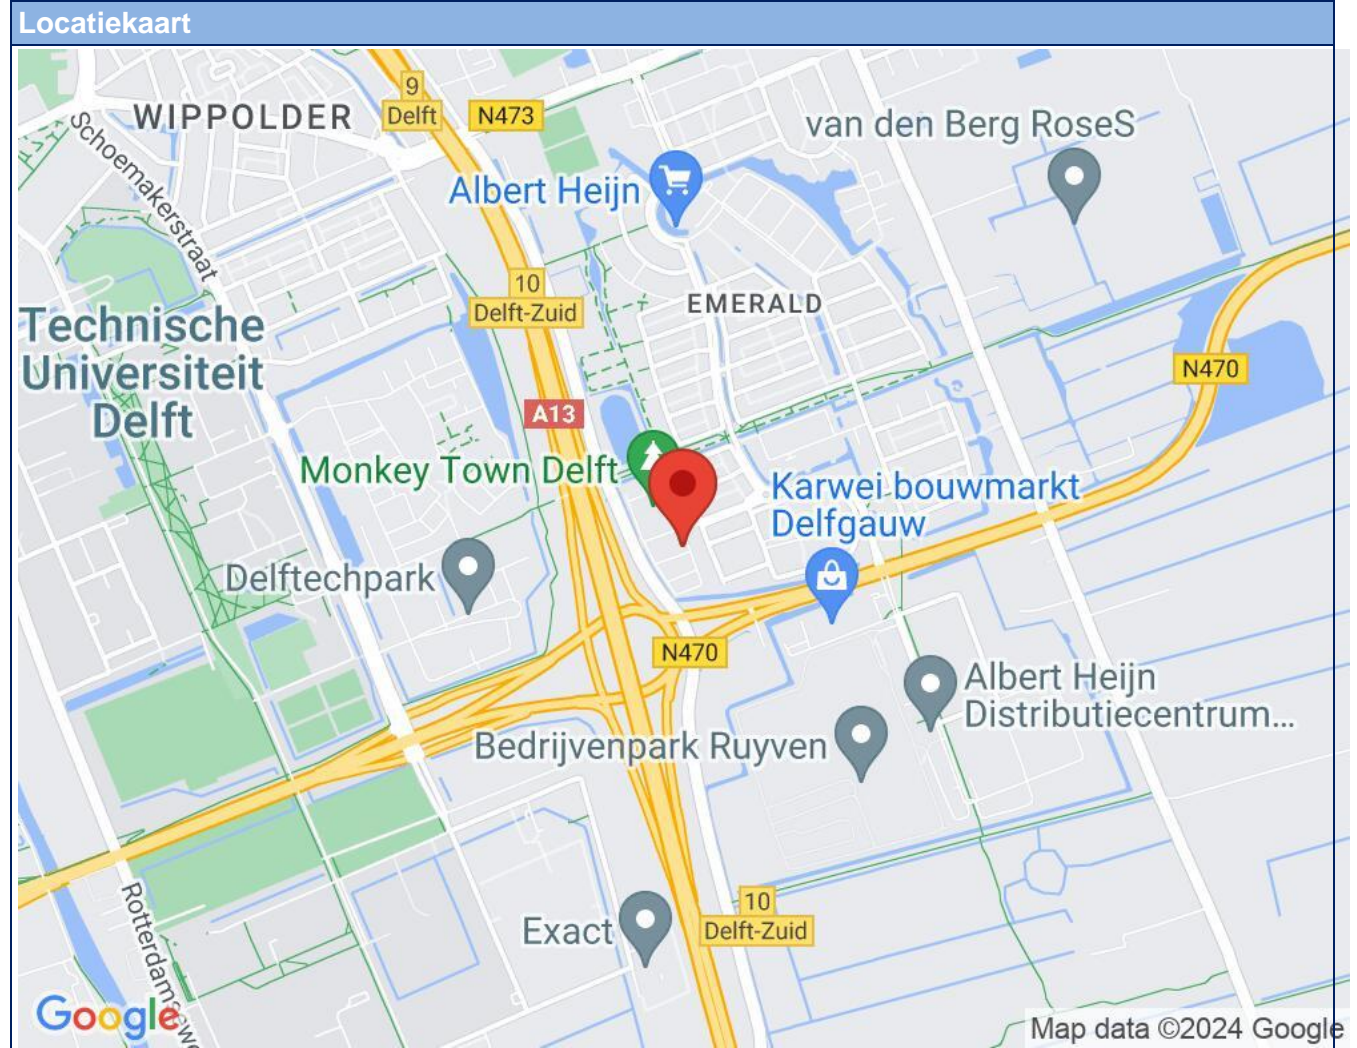 Locatiekaart
9
Delft
N473
WIPPOLDER
van den Berg RoseS
Schoemakerstraat
Albert Heijn
10
Delft-Zuid
EMERALD
Technische
Universiteit
Delft
N470
A13
Monkey Town Delft
Karwei bouwmarkt
Delfgauw
Delftechpark
N470
Albert Heijn
Distributiecentrum...
Bedrijvenpark Ruyven
10
Delft-Zuid
Exact
Google
Map data ©2024 Google